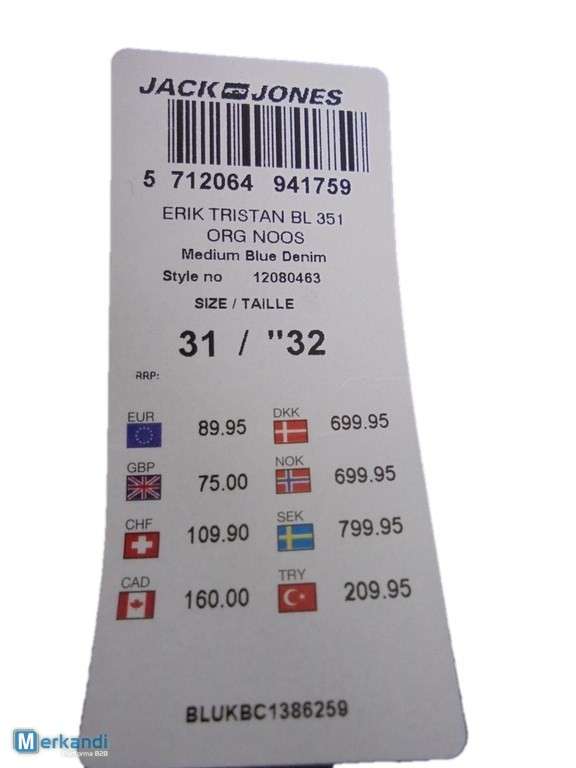 JACK JONES
5 712064 941759
ERIK TRISTAN BL 351
ORG NOOS
Medium Blue Denim
Style no 12080463
SIZE / TAILLE
31 / "32
RRP:
EUR 89.95 DKK 699.95
GBP 75.00 NOK 699.95
CHF 109.90 SEK 799.95
CAD 160.00 TRY 209.95
BLUKBC1386259
Merkandi
Platforma B2B